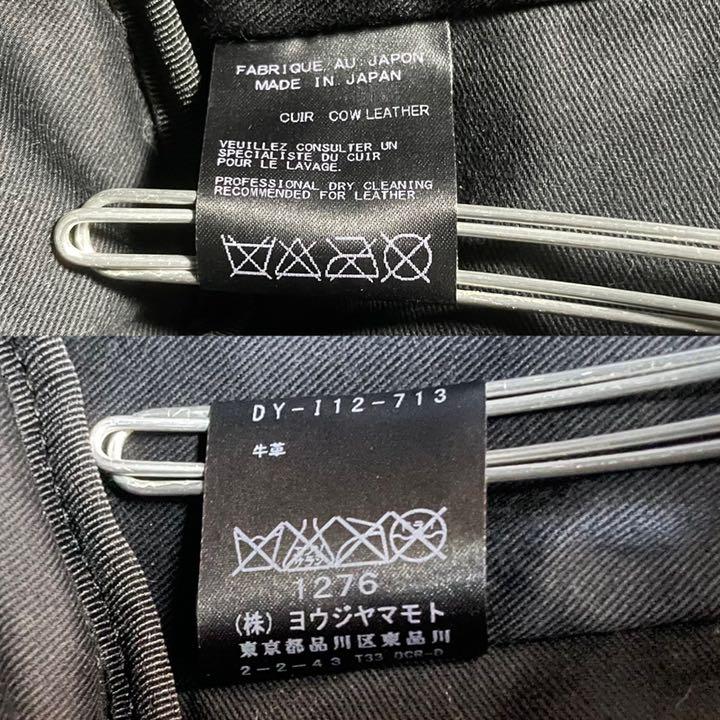 FABRIQUE AU JAPON
MADE IN JAPAN
CUIR COW LEATHER
VEUILLEZ CONSULTER UN
SPECIALISTE DU CUIR
POUR LE LAVAGE.
PROFESSIONAL DRY CLEANING
RECOMMENDED FOR LEATHER
DY-I12-713
牛革
1276
(株) ヨウジヤマモト
東京都品川区東品川
2-2-43 T33 DCR-D